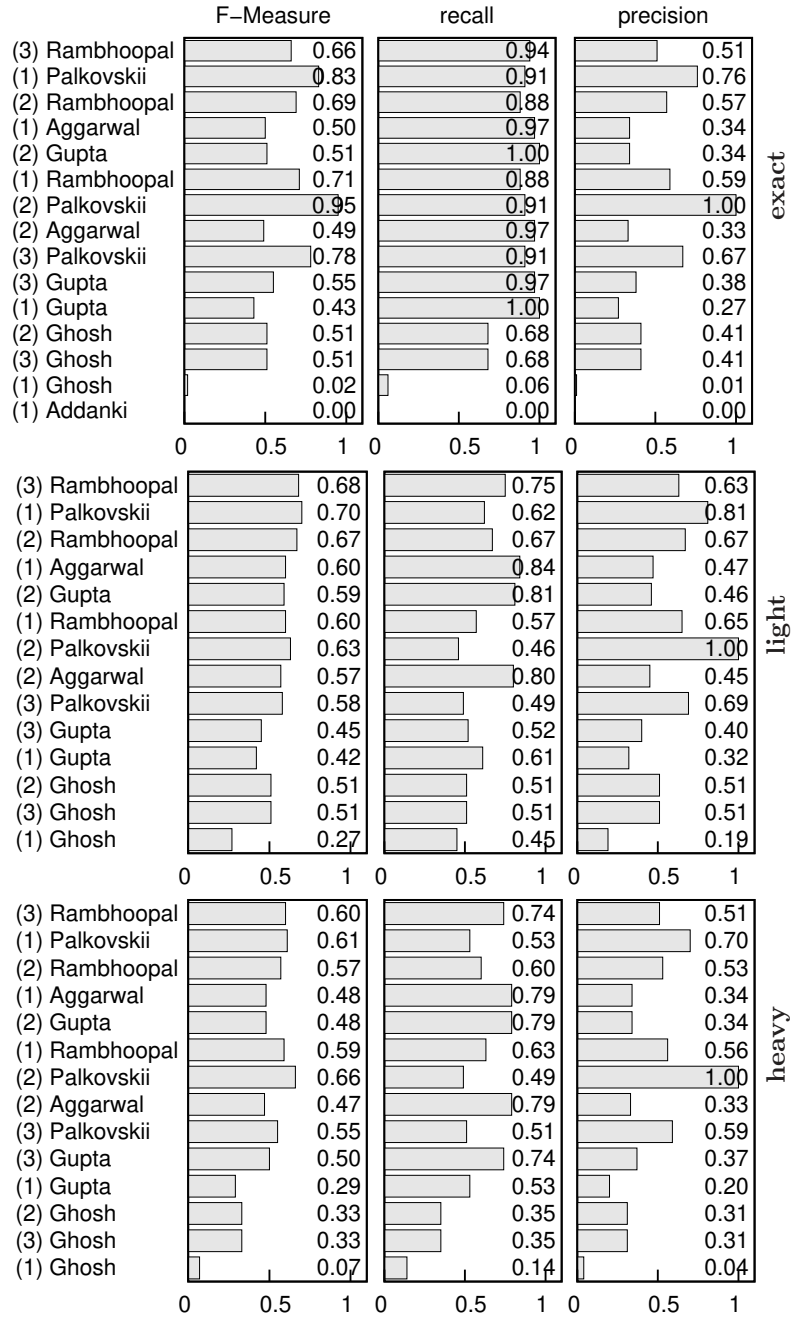 F−Measure recall precision
(3) Rambhoopal 0.66 0.94 0.51
(1) Palkovskii 0.83 0.91 0.76
(2) Rambhoopal 0.69 0.88 0.57
(1) Aggarwal 0.50 0.97 0.34
(2) Gupta 0.51 1.00 0.34
(1) Rambhoopal 0.71 0.88 0.59
(2) Palkovskii 0.95 0.91 1.00
(2) Aggarwal 0.49 0.97 0.33
(3) Palkovskii 0.78 0.91 0.67
(3) Gupta 0.55 0.97 0.38
(1) Gupta 0.43 1.00 0.27
(2) Ghosh 0.51 0.68 0.41
(3) Ghosh 0.51 0.68 0.41
(1) Ghosh 0.02 0.06 0.01
(1) Addanki 0.00 0.00 0.00
0 0.5 1 0 0.5 1 0 0.5 1
exact
(3) Rambhoopal 0.68 0.75 0.63
(1) Palkovskii 0.70 0.62 0.81
(2) Rambhoopal 0.67 0.67 0.67
(1) Aggarwal 0.60 0.84 0.47
(2) Gupta 0.59 0.81 0.46
(1) Rambhoopal 0.60 0.57 0.65
(2) Palkovskii 0.63 0.46 1.00
(2) Aggarwal 0.57 0.80 0.45
(3) Palkovskii 0.58 0.49 0.69
(3) Gupta 0.45 0.52 0.40
(1) Gupta 0.42 0.61 0.32
(2) Ghosh 0.51 0.51 0.51
(3) Ghosh 0.51 0.51 0.51
(1) Ghosh 0.27 0.45 0.19
0 0.5 1 0 0.5 1 0 0.5 1
light
(3) Rambhoopal 0.60 0.74 0.51
(1) Palkovskii 0.61 0.53 0.70
(2) Rambhoopal 0.57 0.60 0.53
(1) Aggarwal 0.48 0.79 0.34
(2) Gupta 0.48 0.79 0.34
(1) Rambhoopal 0.59 0.63 0.56
(2) Palkovskii 0.66 0.49 1.00
(2) Aggarwal 0.47 0.79 0.33
(3) Palkovskii 0.55 0.51 0.59
(3) Gupta 0.50 0.74 0.37
(1) Gupta 0.29 0.53 0.20
(2) Ghosh 0.33 0.35 0.31
(3) Ghosh 0.33 0.35 0.31
(1) Ghosh 0.07 0.14 0.04
0 0.5 1 0 0.5 1 0 0.5 1
heavy